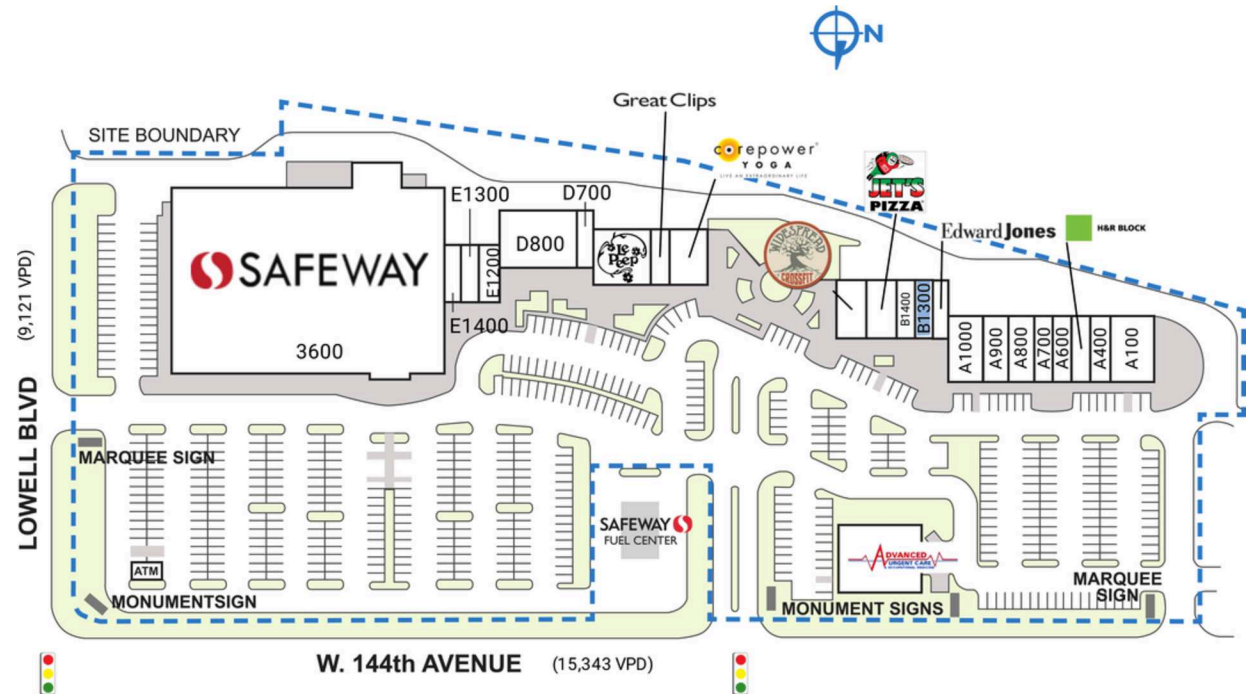 N
Great Clips
SITE BOUNDARY
corepower
YOGA
LIVE AN EXTRAORDINARY LIFE
JET'S
PIZZA
E1300
D700
Edward Jones
H&R BLOCK
D800
Le
Peep
WIDESPREAD
CROSSFIT
SAFEWAY
E1200
E1400
3600
B1400
B1300
A1000
A900
A800
A700
A600
A400
A100
(9,121 VPD)
LOWELL BLVD
MARQUEE SIGN
SAFEWAY
FUEL CENTER
ADVANCED
URGENT CARE
ATM
MONUMENTSIGN
MONUMENT SIGNS
MARQUEE
SIGN
W. 144th AVENUE (15,343 VPD)